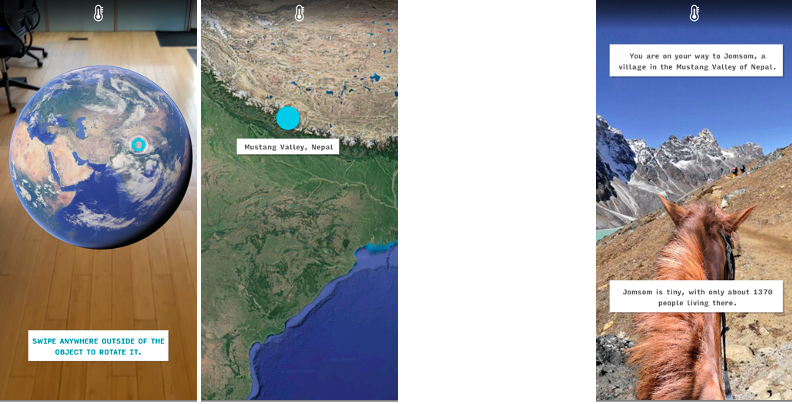 SWIPE ANYWHERE OUTSIDE OF THE
OBJECT TO ROTATE IT.
Mustang Valley, Nepal
You are on your way to Jomsom, a
village in the Mustang Valley of Nepal.
Jomsom is tiny, with only about 1370
people living there.